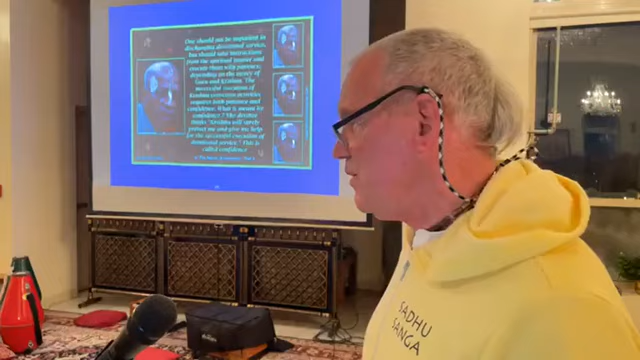 One should not be impatient in
discharging devotional service,
but should take instructions
from the spiritual master and
execute them with patience,
depending on the mercy of
Guru and Krishna. The
successful execution of
Krishna conscious activities
requires both patience and
confidence. What is meant by
confidence? The devotee
thinks, "Krishna will surely
protect me and give me help
for the successful execution of
devotional service." This is
called confidence
SADHU
SANGA